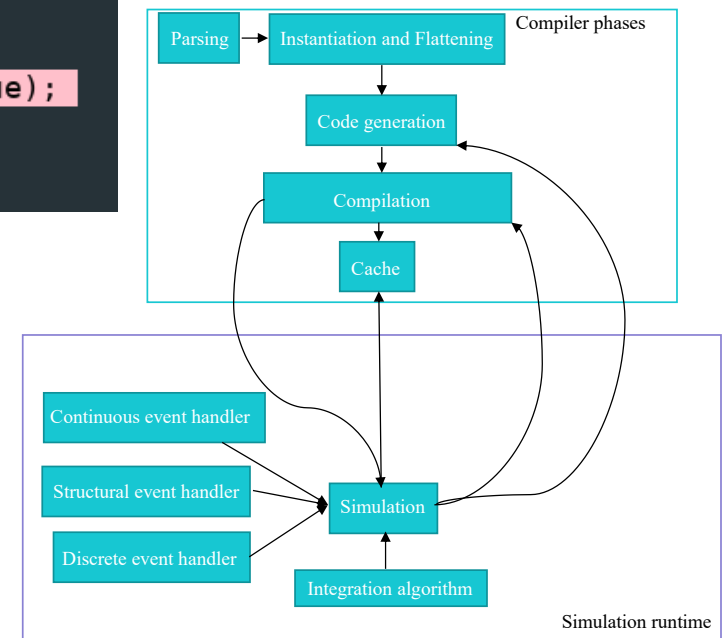 Compiler phases
Parsing
Instantiation and Flattening
e);
Code generation
Compilation
Cache
Continuous event handler
Structural event handler
Simulation
Discrete event handler
Integration algorithm
Simulation runtime